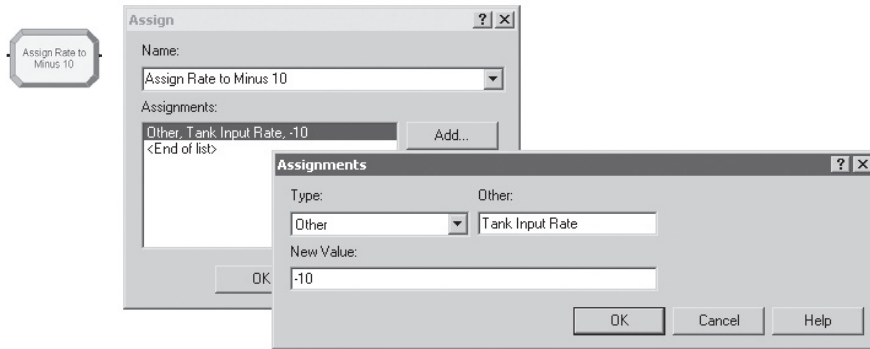 Assign Rate to
Minus 10
Assign
Name:
Assign Rate to Minus 10
Assignments:
Other, Tank Input Rate, -10
<End of list>
Add...
OK
Assignments
Type:
Other:
Other
Tank Input Rate
New Value:
-10
OK
Cancel
Help